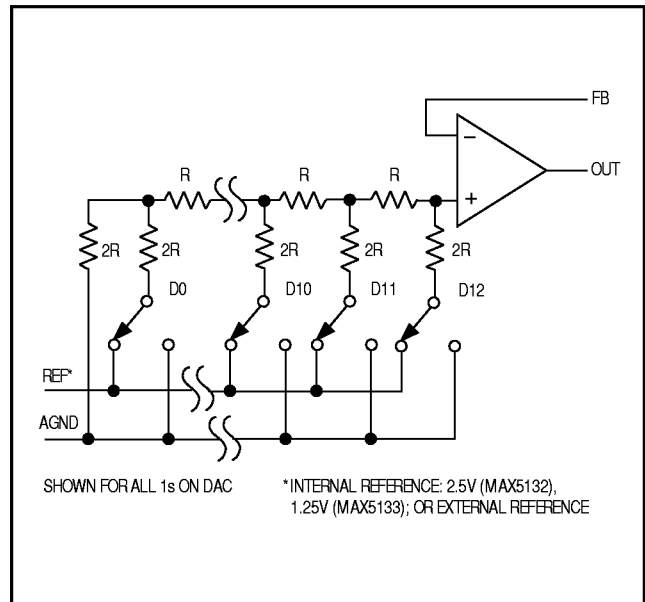 FB
OUT
R R R
2R 2R 2R 2R 2R
D0 D10 D11 D12
REF*
AGND
SHOWN FOR ALL 1s ON DAC
*INTERNAL REFERENCE: 2.5V (MAX5132),
1.25V (MAX5133); OR EXTERNAL REFERENCE